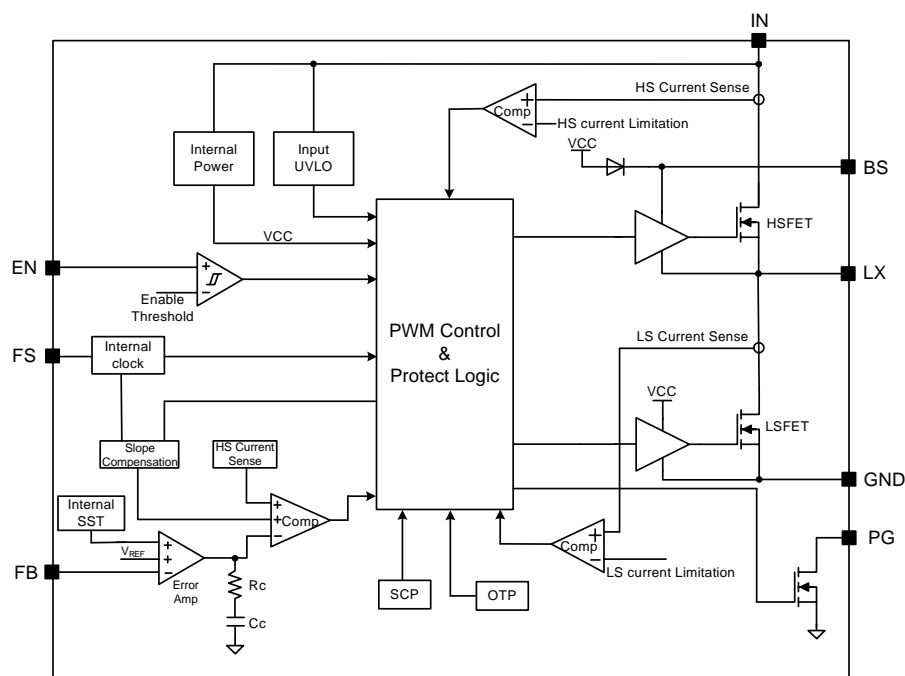 IN
HS Current Sense
Comp
HS current Limitation
Internal
Power
Input
UVLO
VCC
BS
HSFET
VCC
EN
Enable
Threshold
LX
PWM Control
&
Protect Logic
FS
Internal
clock
LS Current Sense
VCC
LSFET
Slope
Compensation
HS Current
Sense
GND
Internal
SST
Comp
VREF
FB
Error
Amp
Rc
Cc
SCP
OTP
Comp
LS current Limitation
PG